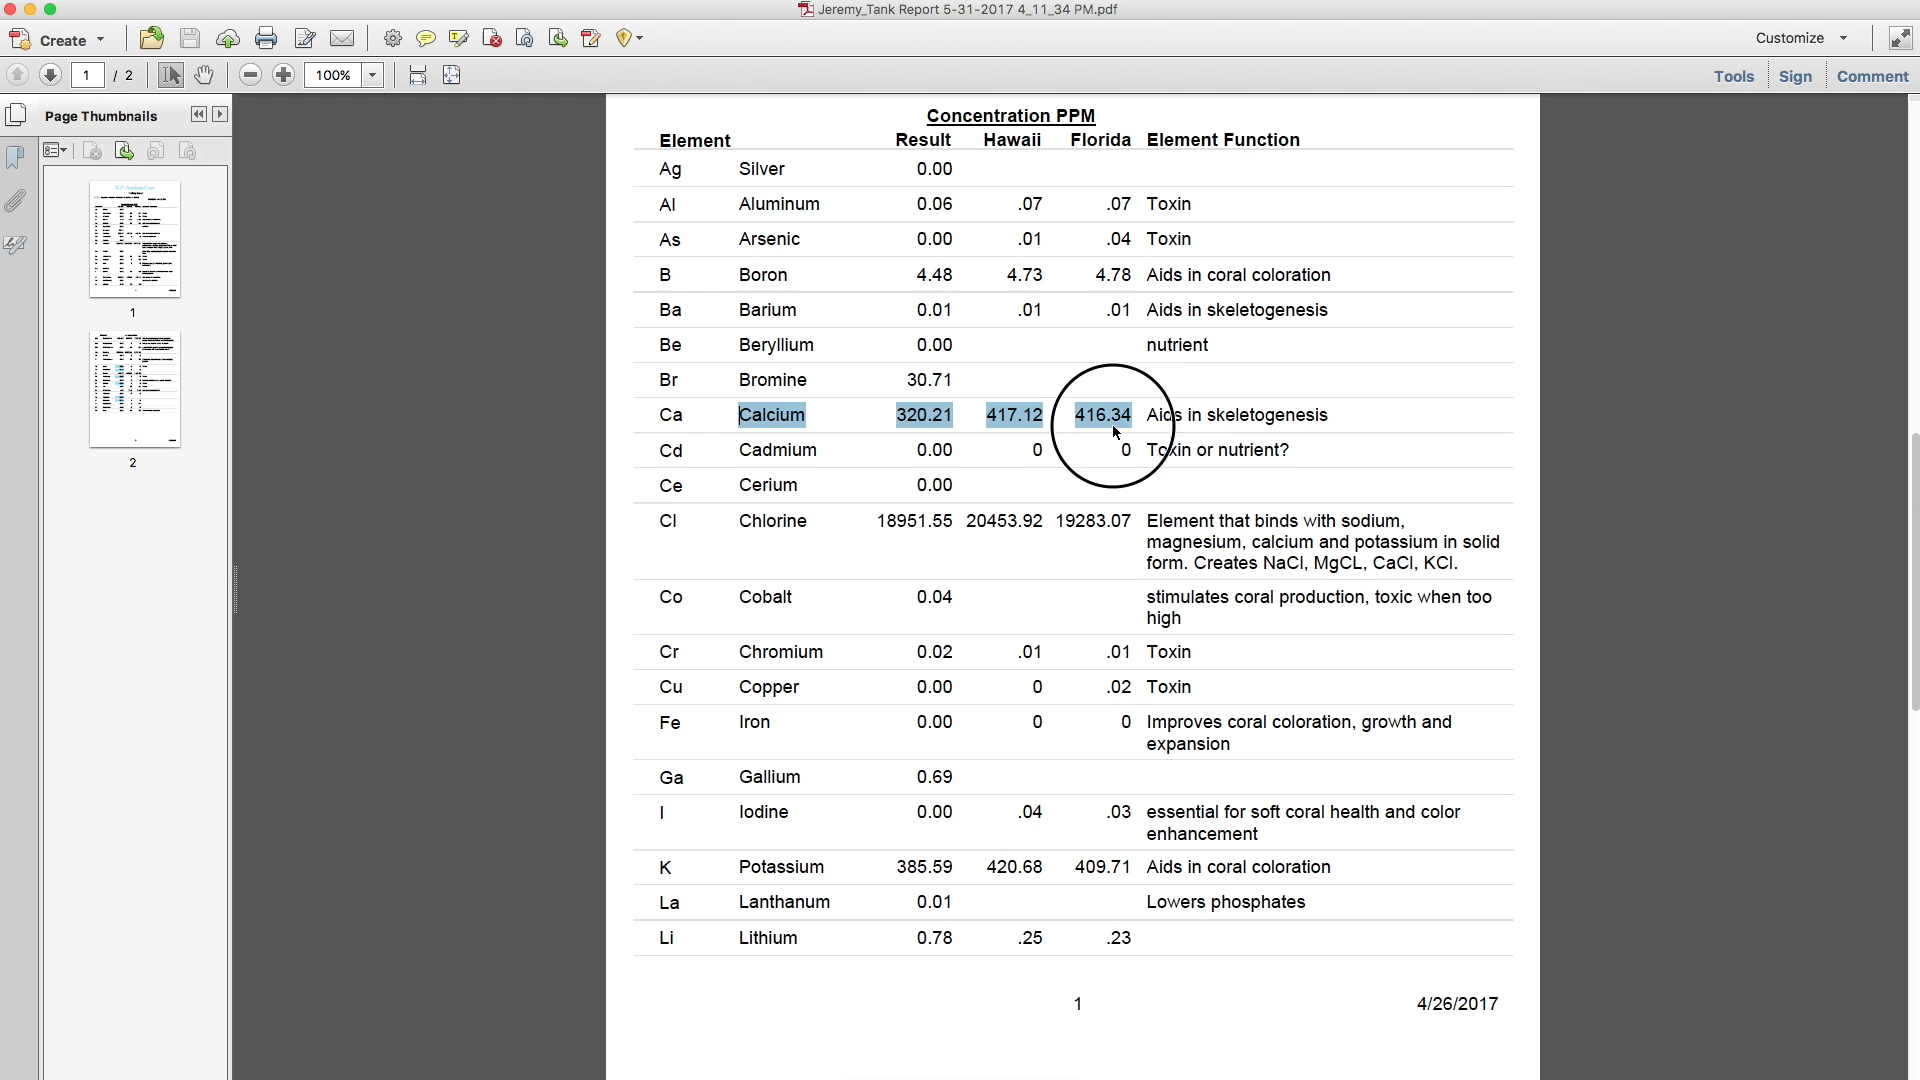 Jeremy_Tank Report 5-31-2017 4_11_34 PM.pdf
Create
Customize
1 / 2
100%
Tools Sign Comment
Page Thumbnails
1
2
Concentration PPM
Element Result Hawaii Florida Element Function
Ag Silver 0.00
Al Aluminum 0.06 .07 .07 Toxin
As Arsenic 0.00 .01 .04 Toxin
B Boron 4.48 4.73 4.78 Aids in coral coloration
Ba Barium 0.01 .01 .01 Aids in skeletogenesis
Be Beryllium 0.00 nutrient
Br Bromine 30.71
Ca Calcium 320.21 417.12 416.34 Aids in skeletogenesis
Cd Cadmium 0.00 0 0 Toxin or nutrient?
Ce Cerium 0.00
Cl Chlorine 18951.55 20453.92 19283.07 Element that binds with sodium,
magnesium, calcium and potassium in solid
form. Creates NaCl, MgCL, CaCl, KCl.
Co Cobalt 0.04 stimulates coral production, toxic when too
high
Cr Chromium 0.02 .01 .01 Toxin
Cu Copper 0.00 0 .02 Toxin
Fe Iron 0.00 0 0 Improves coral coloration, growth and
expansion
Ga Gallium 0.69
I Iodine 0.00 .04 .03 essential for soft coral health and color
enhancement
K Potassium 385.59 420.68 409.71 Aids in coral coloration
La Lanthanum 0.01 Lowers phosphates
Li Lithium 0.78 .25 .23
1 4/26/2017